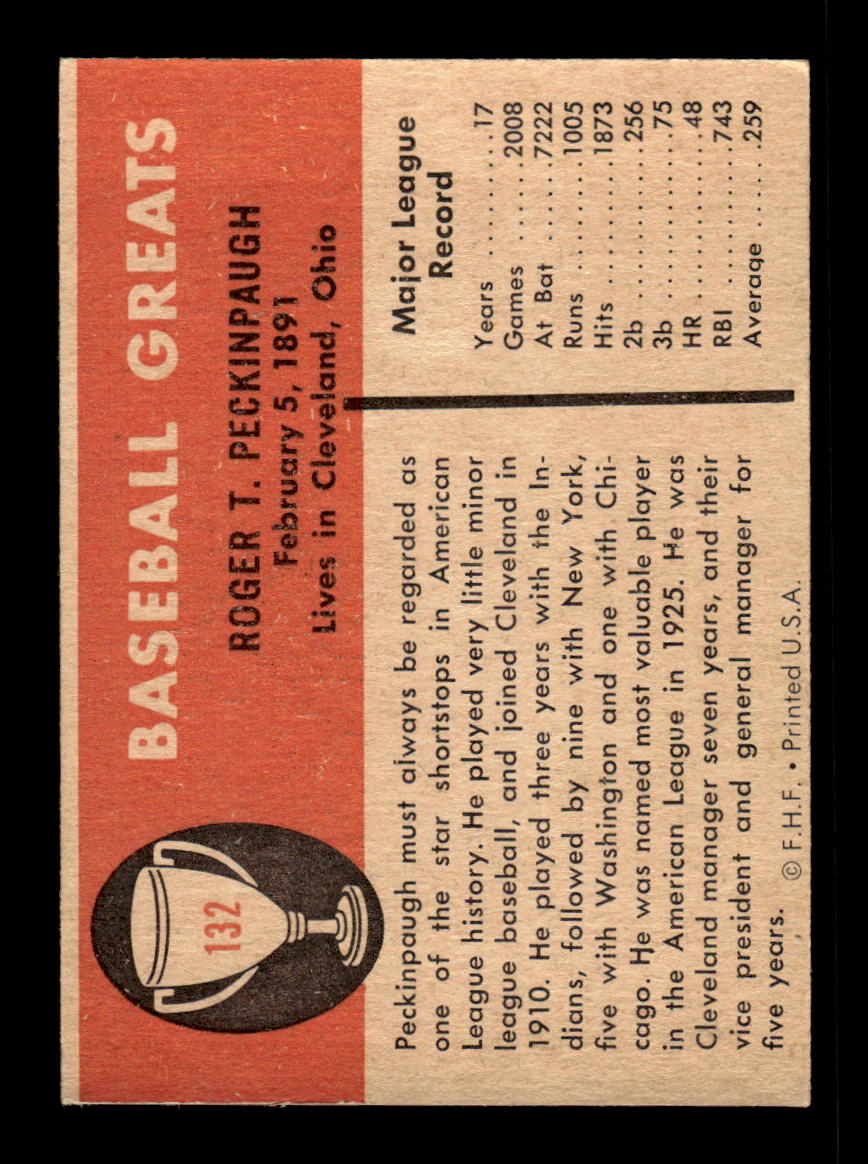 BASEBALL GREATS
132
ROGER T. PECKINPAUGH
February 5, 1891
Lives in Cleveland, Ohio
Peckinpaugh must always be regarded as
one of the star shortstops in American
League history. He played very little minor
league baseball, and joined Cleveland in
1910. He played three years with the In-
dians, followed by nine with New York,
five with Washington and one with Chi-
cago. He was named most valuable player
in the American League in 1925. He was
Cleveland manager seven years, and their
vice president and general manager for
five years.
© F.H.F. • Printed U.S.A.
Major League
Record
Years ..........17
Games ........2008
At Bat ........7222
Runs ........1005
Hits ........1873
2b ..........256
3b ..........75
HR ..........48
RBI ..........743
Average ......259